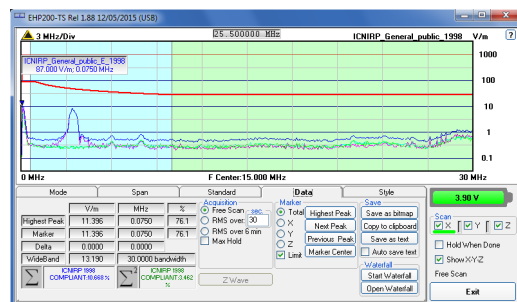 EHP200-TS Rel 1.88 12/05/2015 (USB)
3 MHz/Div
25.500000 MHz
ICNIRP_General_public_1998 V/m
ICNIRP_General_public_E_1998
87.000 V/m; 0.0750 MHz
1000
100
10
1
0.1
0 MHz
F Center:15.000 MHz
30 MHz
Mode
Span
Standard
Data
Style
V/m MHz %
Highest Peak 11.396 0.0750 76.1
Marker 11.396 0.0750 76.1
Delta 0.0000 0.0000
WideBand 13.190 30.0000 bandwidth
Σ ICNIRP 1998
COMPLIANT:10.668 %
Σ² ICNIRP 1998
COMPLIANT:3.462
%
Acquisition
Free Scan
sec.
RMS over: 30
RMS over 6 min
Max Hold
Z Wave
Marker
Total
X
Y
Z
Limit
Highest Peak
Next Peak
Previous Peak
Marker Center
Save
Save as bitmap
Copy to clipboard
Save as text
Auto save text
Waterfall
Start Waterfall
Open Waterfall
3.90 V
Scan
X Y Z
Hold When Done
Show X-Y-Z
Free Scan
Exit